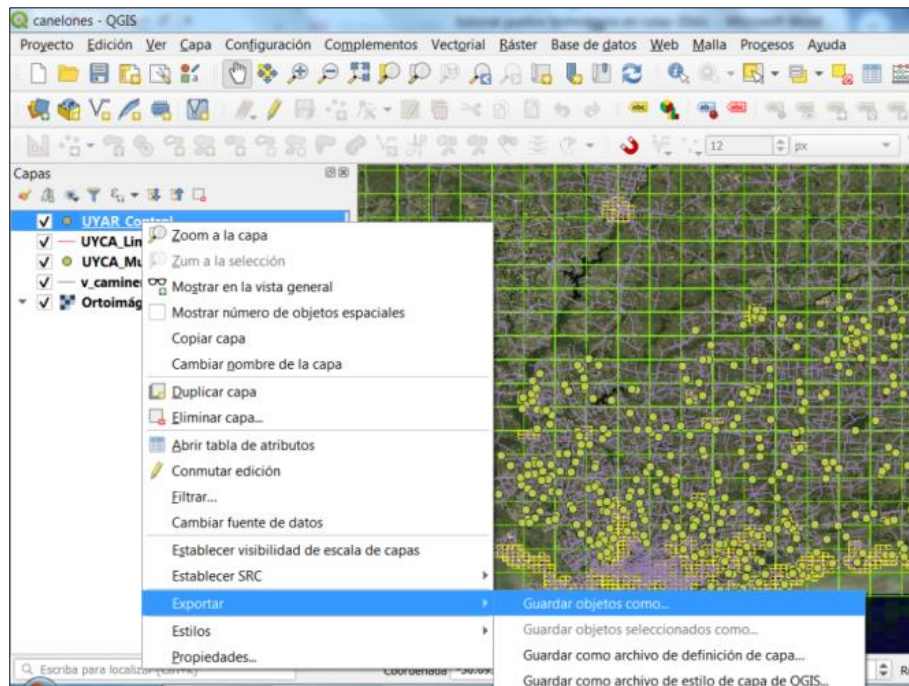 canelones - QGIS
Proyecto Edición Ver Capa Configuración Complementos Vectorial Ráster Base de datos Web Malla Procesos Ayuda
12 px
Capas
UYAR_Control
UYCA_Lin
UYCA_Mu
v_camine
Ortoimág
Zoom a la capa
Zum a la selección
Mostrar en la vista general
Mostrar número de objetos espaciales
Copiar capa
Cambiar nombre de la capa
Duplicar capa
Eliminar capa...
Abrir tabla de atributos
Conmutar edición
Filtrar...
Cambiar fuente de datos
Establecer visibilidad de escala de capas
Establecer SRC
Exportar
Guardar objetos como...
Estilos
Guardar objetos seleccionados como...
Propiedades...
Guardar como archivo de definición de capa...
Guardar como archivo de estilo de capa de QGIS...
Escriba para localizar (Ctrl+K)
Coordenada